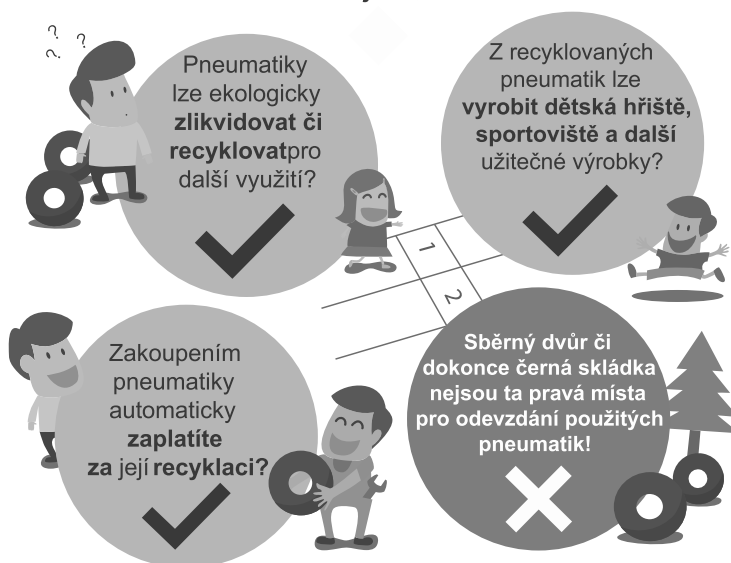 ? ? ?
Pneumatiky
lze ekologicky
zlikvidovat či
recyklovatpro
další využití?
Z recyklovaných
pneumatik lze
vyrobit dětská hřiště,
sportoviště a další
užitečné výrobky?
1
2
Zakoupením
pneumatiky
automaticky
zaplatíte
za její recyklaci?
Sběrný dvůr či
dokonce černá skládka
nejsou ta pravá místa
pro odevzdání použitých
pneumatik!